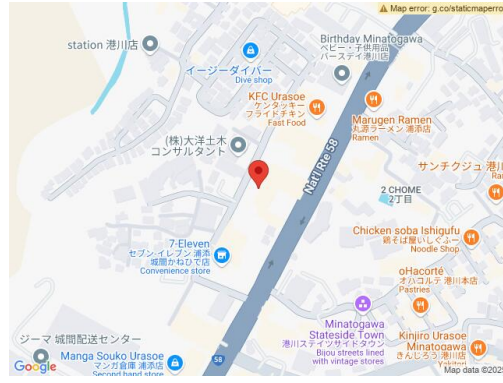 Map error: g.co/staticmaperro
station 港川店
イージーダイバー
Dive shop
Birthday Minatogawa
ベビー・子供用品
バースデイ港川店
KFC Urasoe
ケンタッキー
フライドチキン
Fast Food
Marugen Ramen
丸源ラーメン 浦添店
Ramen
(株)大洋土木
コンサルタント
Nat'l Rte 58
サンチクジュ 港川
Ra
2 CHOME
2丁目
Chicken soba Ishigufu
鶏そば屋いしぐふー
Noodle Shop
7-Eleven
セブン-イレブン 浦添
城間かねひで店
Convenience store
oHacorté
オハコルテ 港川本店
Pastries
Minatogawa
Stateside Town
港川ステイツサイドタウン
Bijou streets lined
with vintage stores
Kinjiro Urasoe
Minatogawa
きんじろう 港川店
Yakitori
ジーマ 城間配送センター
Manga Souko Urasoe
マンガ倉庫 浦添店
Second hand store
58
Google
Map data ©202